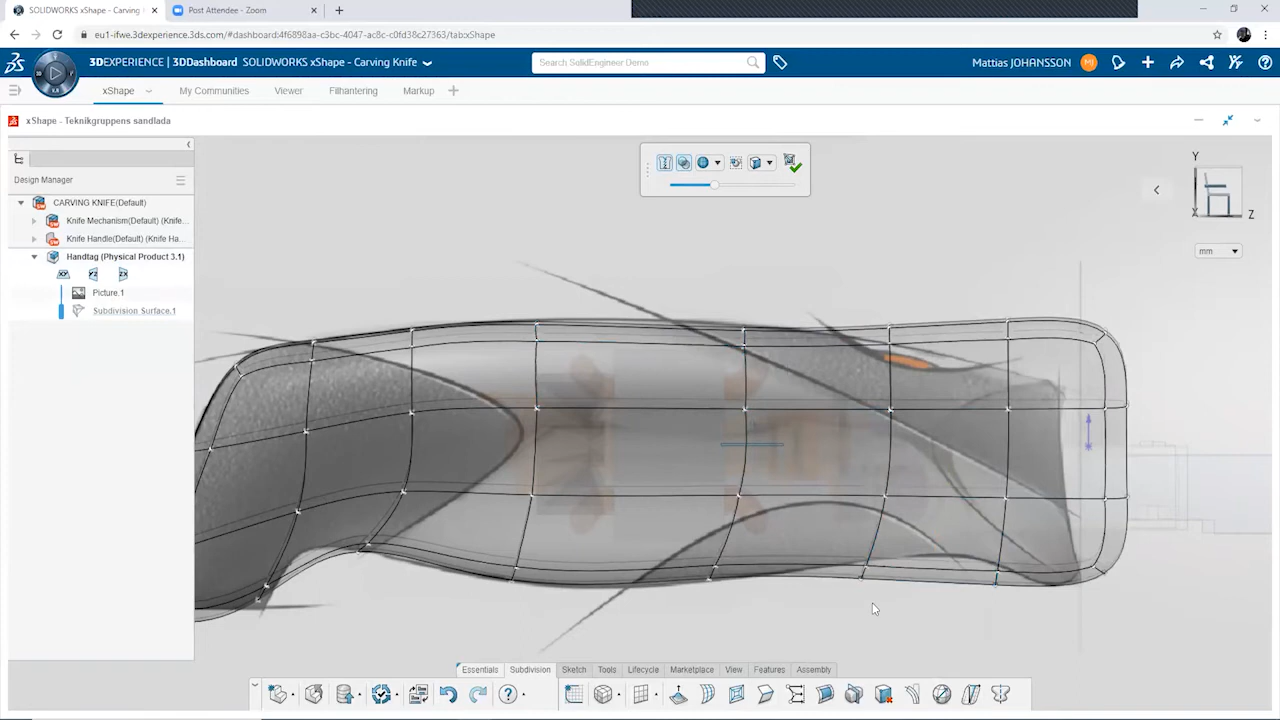 SOLIDWORKS xShape - Carving
Post Attendee - Zoom
eu1-ifwe.3dexperience.3ds.com/#dashboard:4f6898aa-c3bc-4047-ac8c-c0fd38c27363/tab:xShape
3DEXPERIENCE | 3DDashboard SOLIDWORKS xShape - Carving Knife
Search SolidEngineer Demo
Mattias JOHANSSON MJ
xShape My Communities Viewer Filhantering Markup
xShape - Teknikgruppens sandlada
Design Manager
CARVING KNIFE(Default)
Knife Mechanism(Default) (Knife...
Knife Handle(Default) (Knife Ha...
Handtag (Physical Product 3.1)
Picture.1
Subdivision Surface.1
Y
X
Z
mm
Essentials Subdivision Sketch Tools Lifecycle Marketplace View Features Assembly